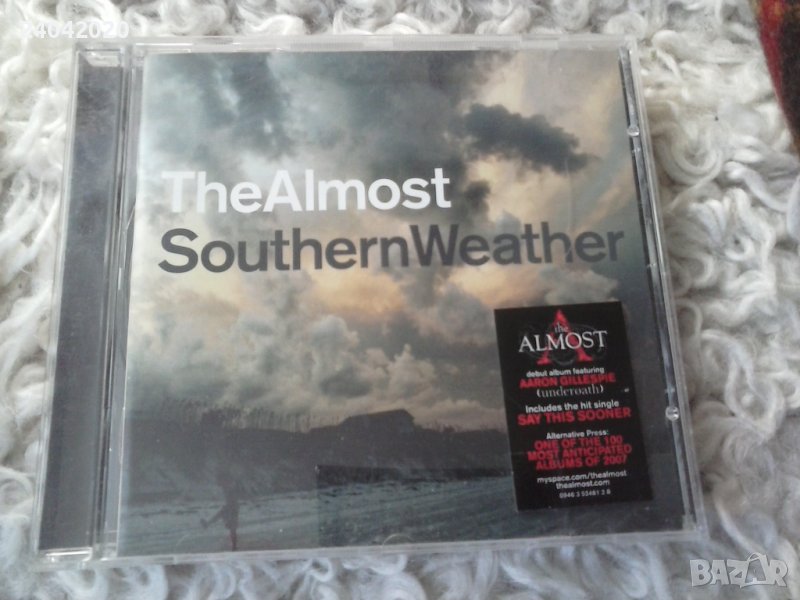 24042020
TheAlmost
SouthernWeather
the
ALMOST
debut album featuring
AARON GILLESPIE
(underoath)
Includes the hit single
SAY THIS SOONER
Alternative Press:
ONE OF THE 100
MOST ANTICIPATED
ALBUMS OF 2007
myspace.com/thealmost
thealmost.com
0946 3 53481 2 8
BAZAR